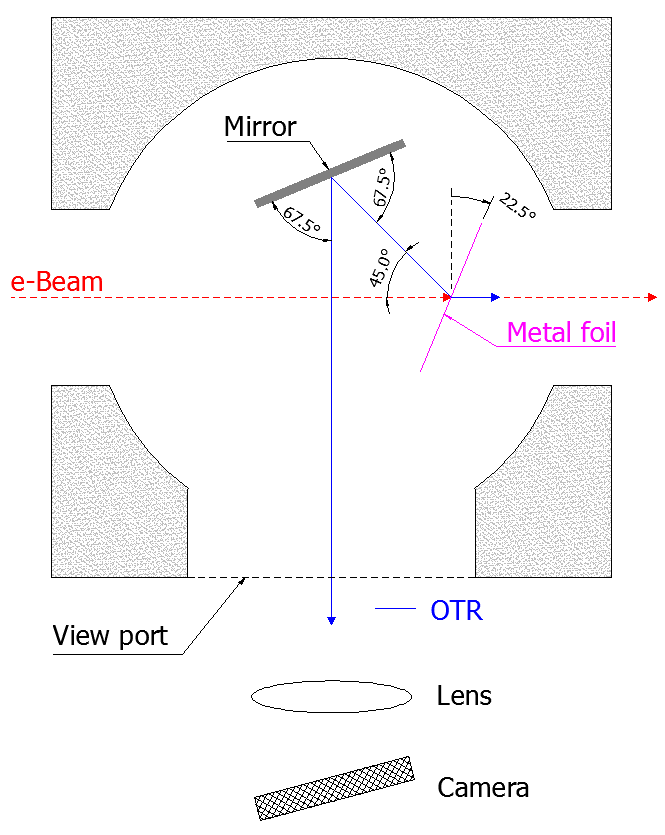 Mirror
67.5°
67.5°
22.5°
45.0°
e-Beam
Metal foil
OTR
View port
Lens
Camera